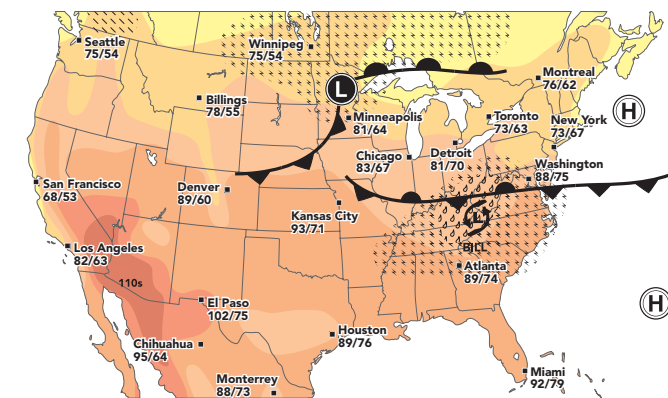 Seattle
75/54
Winnipeg
75/54
Billings
78/55
L
Minneapolis
81/64
Montreal
76/62
Toronto
73/63
New York
73/67
H
Chicago
83/67
Detroit
81/70
Washington
88/75
San Francisco
68/53
Denver
89/60
Kansas City
93/71
L
BILL
Los Angeles
82/63
Atlanta
89/74
110s
El Paso
102/75
H
Chihuahua
95/64
Houston
89/76
Monterrey
88/73
Miami
92/79